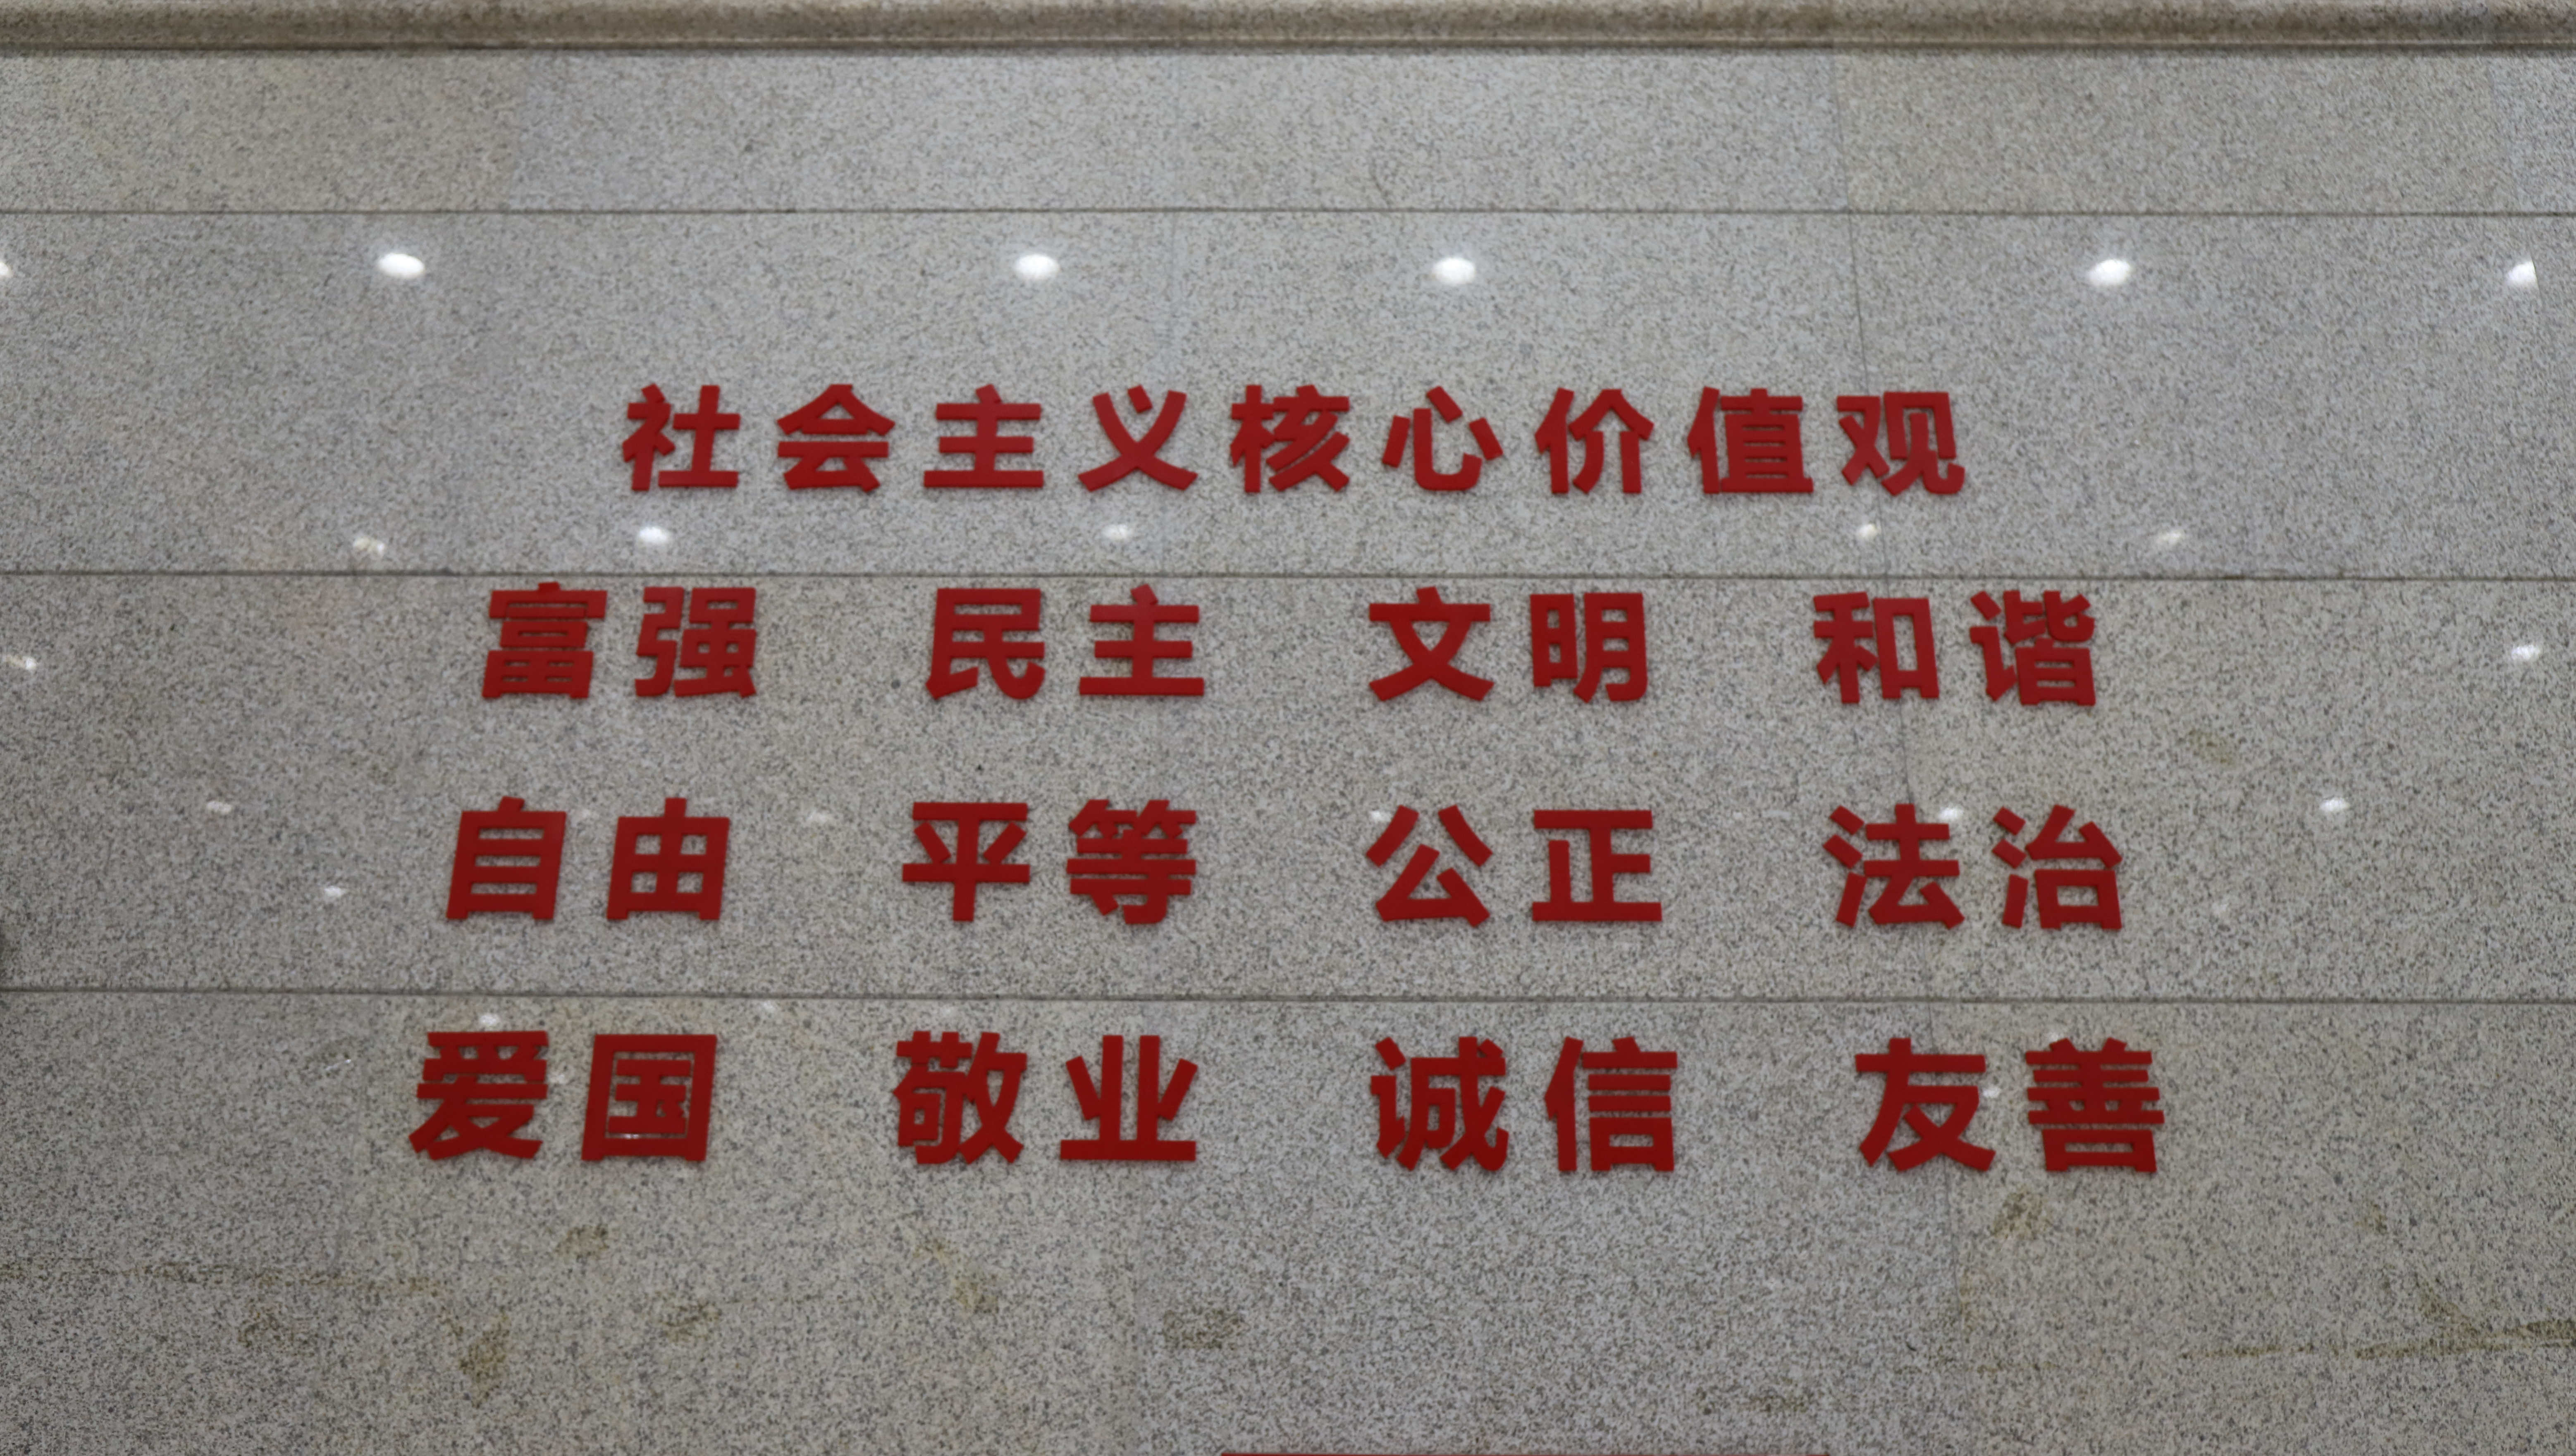 社会主义核心价值观
富强 民主 文明 和谐
自由 平等 公正 法治
爱国 敬业 诚信 友善